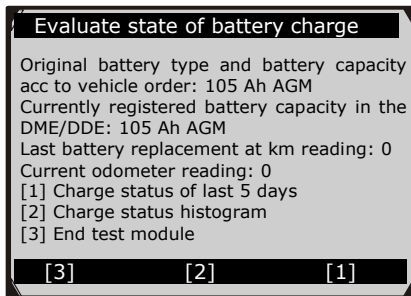 Evaluate state of battery charge
Original battery type and battery capacity
acc to vehicle order: 105 Ah AGM
Currently registered battery capacity in the
DME/DDE: 105 Ah AGM
Last battery replacement at km reading: 0
Current odometer reading: 0
[1] Charge status of last 5 days
[2] Charge status histogram
[3] End test module
[3] [2] [1]